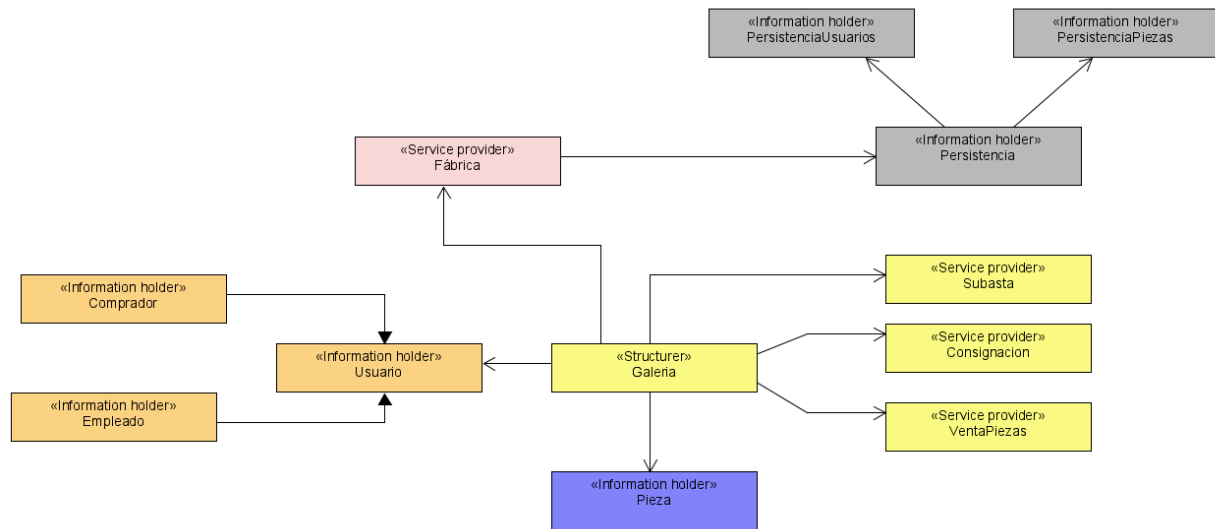 «Information holder»
PersistenciaUsuarios
«Information holder»
PersistenciaPiezas
«Service provider»
Fábrica
«Information holder»
Persistencia
«Information holder»
Comprador
«Service provider»
Subasta
«Information holder»
Usuario
«Structurer»
Galeria
«Service provider»
Consignacion
«Information holder»
Empleado
«Service provider»
VentaPiezas
«Information holder»
Pieza